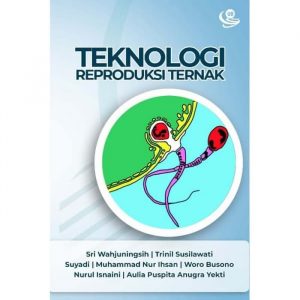 TEKNOLOGI
REPRODUKSI TERNAK
Sri Wahjuningsih | Trinil Susilawati
Suyadi | Muhammad Nur Ihsan | Woro Busono
Nurul Isnaini | Aulia Puspita Anugra Yekti